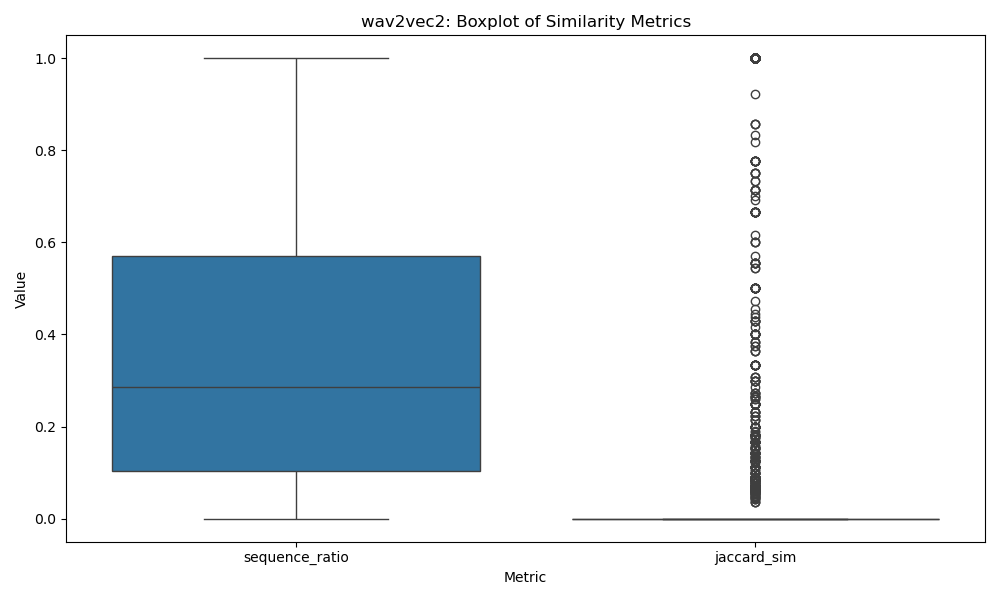 wav2vec2: Boxplot of Similarity Metrics
1.0
0.8
0.6
0.4
0.2
0.0
Value
sequence_ratio
jaccard_sim
Metric